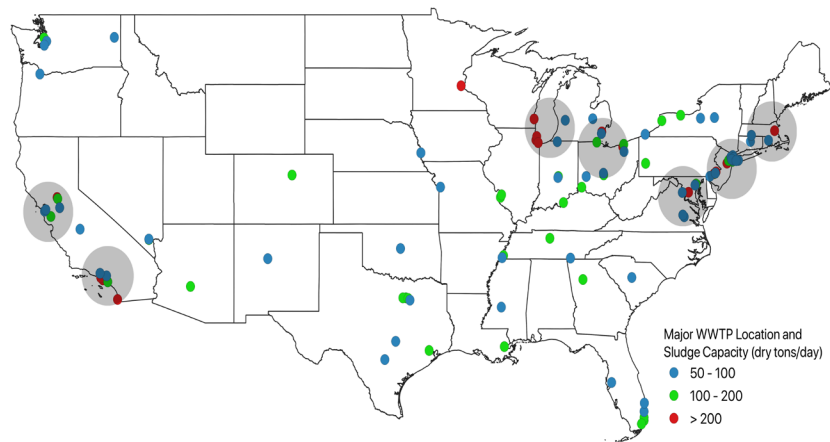 Major WWTP Location and
Sludge Capacity (dry tons/day)
50 - 100
100 - 200
> 200